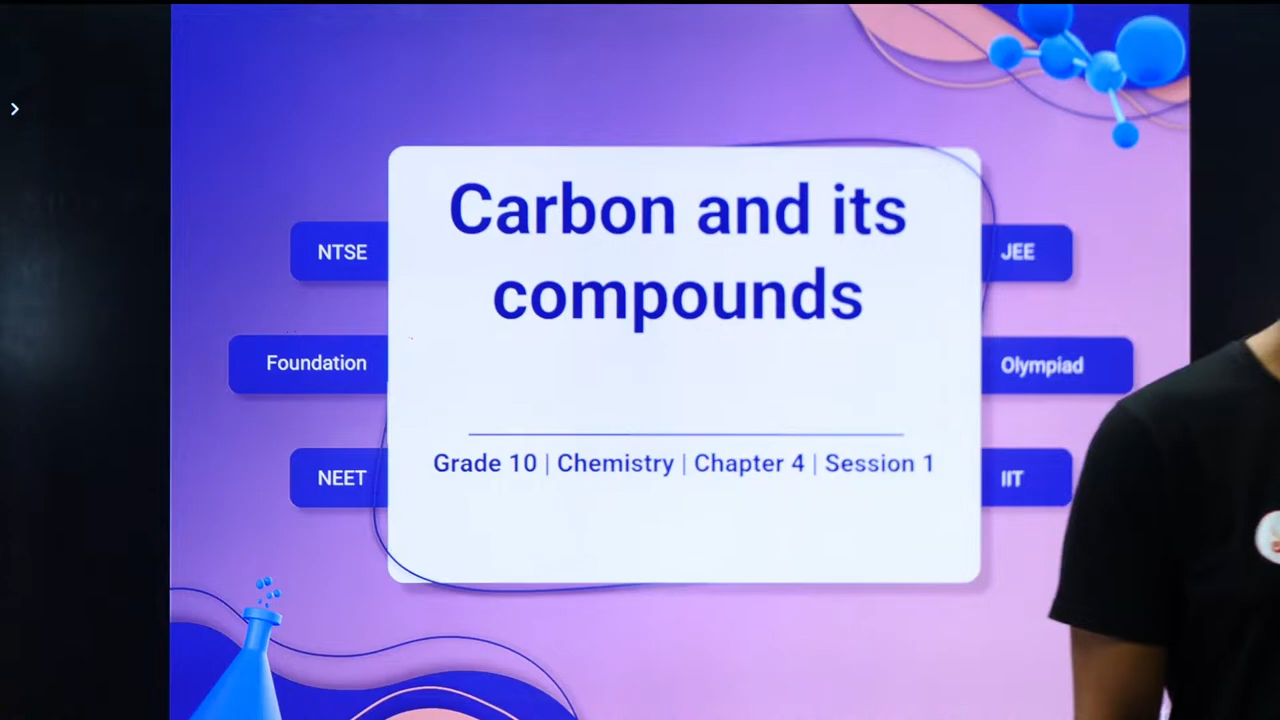 Carbon and its
compounds
NTSE
JEE
Foundation
Olympiad
Grade 10 | Chemistry | Chapter 4 | Session 1
NEET
IIT